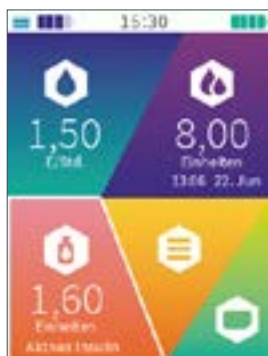 15:30
1,50
E/Std.
8,00
Einheiten
13:06 22. Jun
1,60
Einheiten
Aktives Insulin